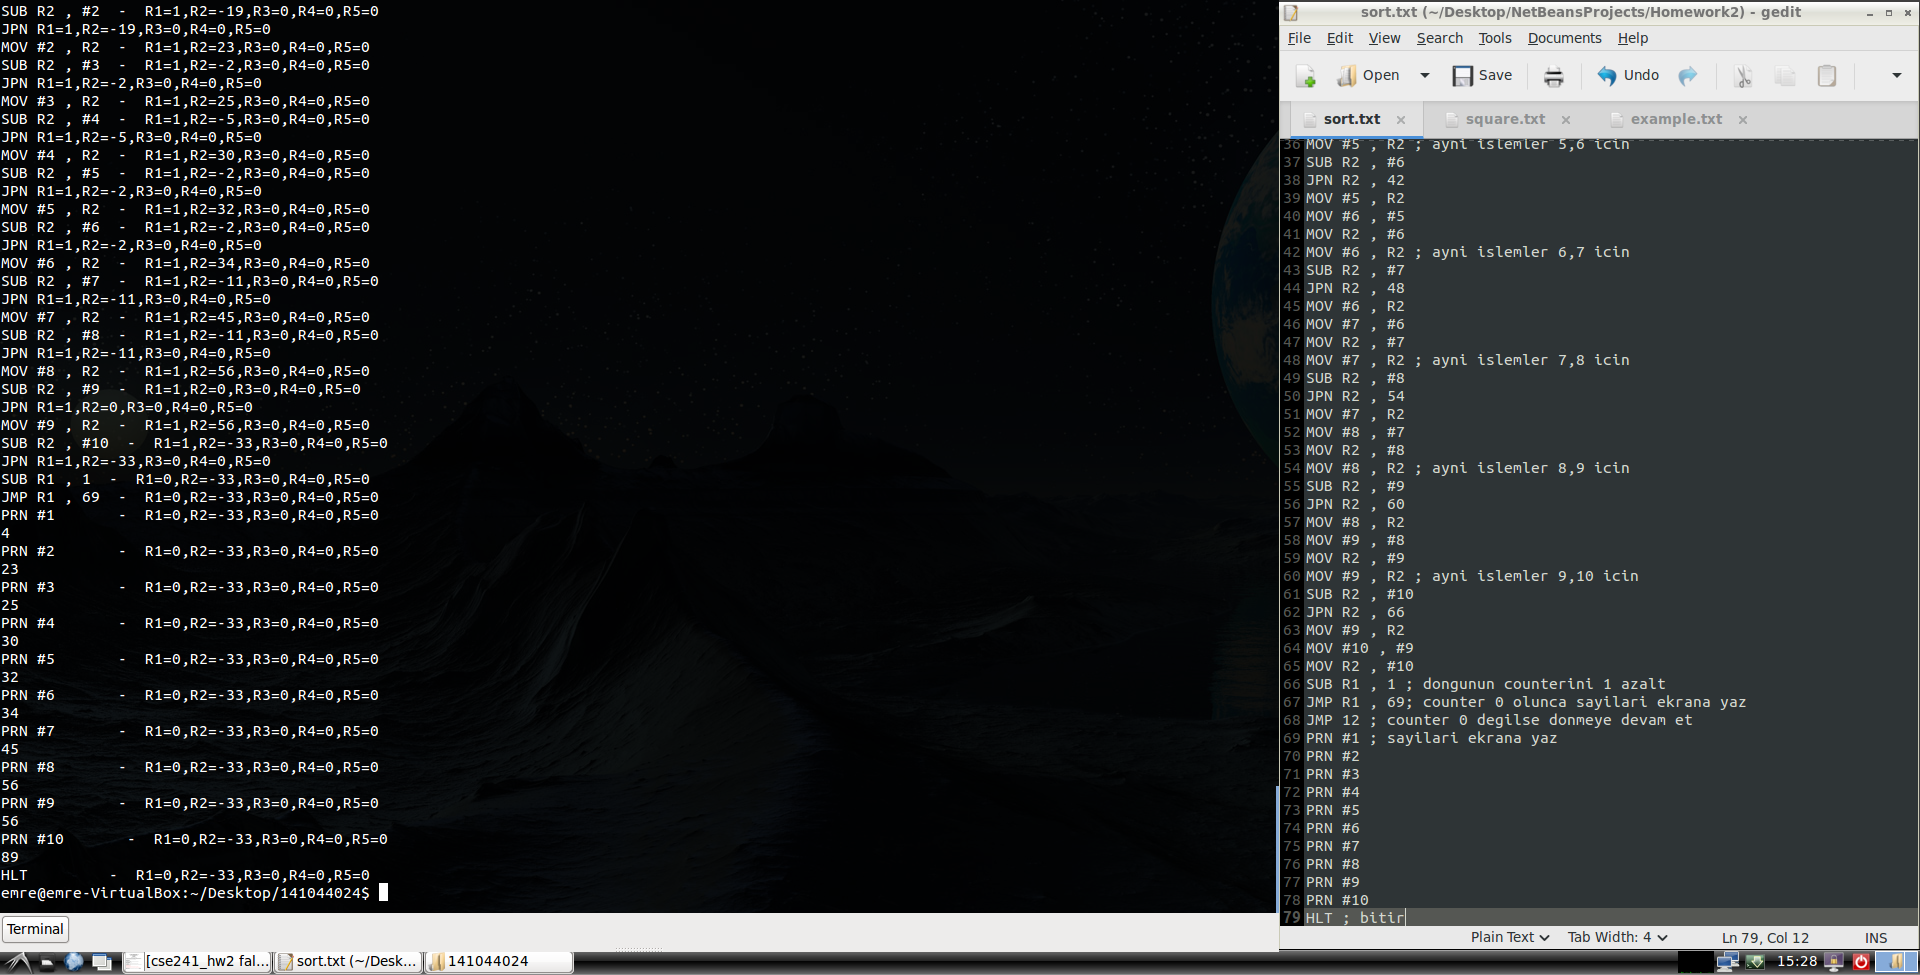 SUB R2 , #2  -  R1=1,R2=-19,R3=0,R4=0,R5=0
JPN R1=1,R2=-19,R3=0,R4=0,R5=0
MOV #2 , R2  -  R1=1,R2=23,R3=0,R4=0,R5=0
SUB R2 , #3  -  R1=1,R2=-2,R3=0,R4=0,R5=0
JPN R1=1,R2=-2,R3=0,R4=0,R5=0
MOV #3 , R2  -  R1=1,R2=25,R3=0,R4=0,R5=0
SUB R2 , #4  -  R1=1,R2=-5,R3=0,R4=0,R5=0
JPN R1=1,R2=-5,R3=0,R4=0,R5=0
MOV #4 , R2  -  R1=1,R2=30,R3=0,R4=0,R5=0
SUB R2 , #5  -  R1=1,R2=-2,R3=0,R4=0,R5=0
JPN R1=1,R2=-2,R3=0,R4=0,R5=0
MOV #5 , R2  -  R1=1,R2=32,R3=0,R4=0,R5=0
SUB R2 , #6  -  R1=1,R2=-2,R3=0,R4=0,R5=0
JPN R1=1,R2=-2,R3=0,R4=0,R5=0
MOV #6 , R2  -  R1=1,R2=34,R3=0,R4=0,R5=0
SUB R2 , #7  -  R1=1,R2=-11,R3=0,R4=0,R5=0
JPN R1=1,R2=-11,R3=0,R4=0,R5=0
MOV #7 , R2  -  R1=1,R2=45,R3=0,R4=0,R5=0
SUB R2 , #8  -  R1=1,R2=-11,R3=0,R4=0,R5=0
JPN R1=1,R2=-11,R3=0,R4=0,R5=0
MOV #8 , R2  -  R1=1,R2=56,R3=0,R4=0,R5=0
SUB R2 , #9  -  R1=1,R2=0,R3=0,R4=0,R5=0
JPN R1=1,R2=0,R3=0,R4=0,R5=0
MOV #9 , R2  -  R1=1,R2=56,R3=0,R4=0,R5=0
SUB R2 , #10  -  R1=1,R2=-33,R3=0,R4=0,R5=0
JPN R1=1,R2=-33,R3=0,R4=0,R5=0
SUB R1 , 1  -  R1=0,R2=-33,R3=0,R4=0,R5=0
JMP R1 , 69  -  R1=0,R2=-33,R3=0,R4=0,R5=0
PRN #1       -  R1=0,R2=-33,R3=0,R4=0,R5=0
4
PRN #2       -  R1=0,R2=-33,R3=0,R4=0,R5=0
23
PRN #3       -  R1=0,R2=-33,R3=0,R4=0,R5=0
25
PRN #4       -  R1=0,R2=-33,R3=0,R4=0,R5=0
30
PRN #5       -  R1=0,R2=-33,R3=0,R4=0,R5=0
32
PRN #6       -  R1=0,R2=-33,R3=0,R4=0,R5=0
34
PRN #7       -  R1=0,R2=-33,R3=0,R4=0,R5=0
45
PRN #8       -  R1=0,R2=-33,R3=0,R4=0,R5=0
56
PRN #9       -  R1=0,R2=-33,R3=0,R4=0,R5=0
56
PRN #10       -  R1=0,R2=-33,R3=0,R4=0,R5=0
89
HLT         -  R1=0,R2=-33,R3=0,R4=0,R5=0
emre@emre-VirtualBox:~/Desktop/141044024$
Terminal
sort.txt (~/Desktop/NetBeansProjects/Homework2) - gedit
File Edit View Search Tools Documents Help
Open Save Undo
sort.txt square.txt example.txt
36 MOV #5 , R2 ; ayni islemler 5,6 icin
37 SUB R2 , #6
38 JPN R2 , 42
39 MOV #5 , R2
40 MOV #6 , #5
41 MOV R2 , #6
42 MOV #6 , R2 ; ayni islemler 6,7 icin
43 SUB R2 , #7
44 JPN R2 , 48
45 MOV #6 , R2
46 MOV #7 , #6
47 MOV R2 , #7
48 MOV #7 , R2 ; ayni islemler 7,8 icin
49 SUB R2 , #8
50 JPN R2 , 54
51 MOV #7 , R2
52 MOV #8 , #7
53 MOV R2 , #8
54 MOV #8 , R2 ; ayni islemler 8,9 icin
55 SUB R2 , #9
56 JPN R2 , 60
57 MOV #8 , R2
58 MOV #9 , #8
59 MOV R2 , #9
60 MOV #9 , R2 ; ayni islemler 9,10 icin
61 SUB R2 , #10
62 JPN R2 , 66
63 MOV #9 , R2
64 MOV #10 , #9
65 MOV R2 , #10
66 SUB R1 , 1 ; dongunun counterini 1 azalt
67 JMP R1 , 69; counter 0 olunca sayilari ekrana yaz
68 JMP 12 ; counter 0 degilse donmeye devam et
69 PRN #1 ; sayilari ekrana yaz
70 PRN #2
71 PRN #3
72 PRN #4
73 PRN #5
74 PRN #6
75 PRN #7
76 PRN #8
77 PRN #9
78 PRN #10
79 HLT ; bitir
Plain Text Tab Width: 4 Ln 79, Col 12 INS
[cse241_hw2 fal... sort.txt (~/Desk... 141044024 15:28